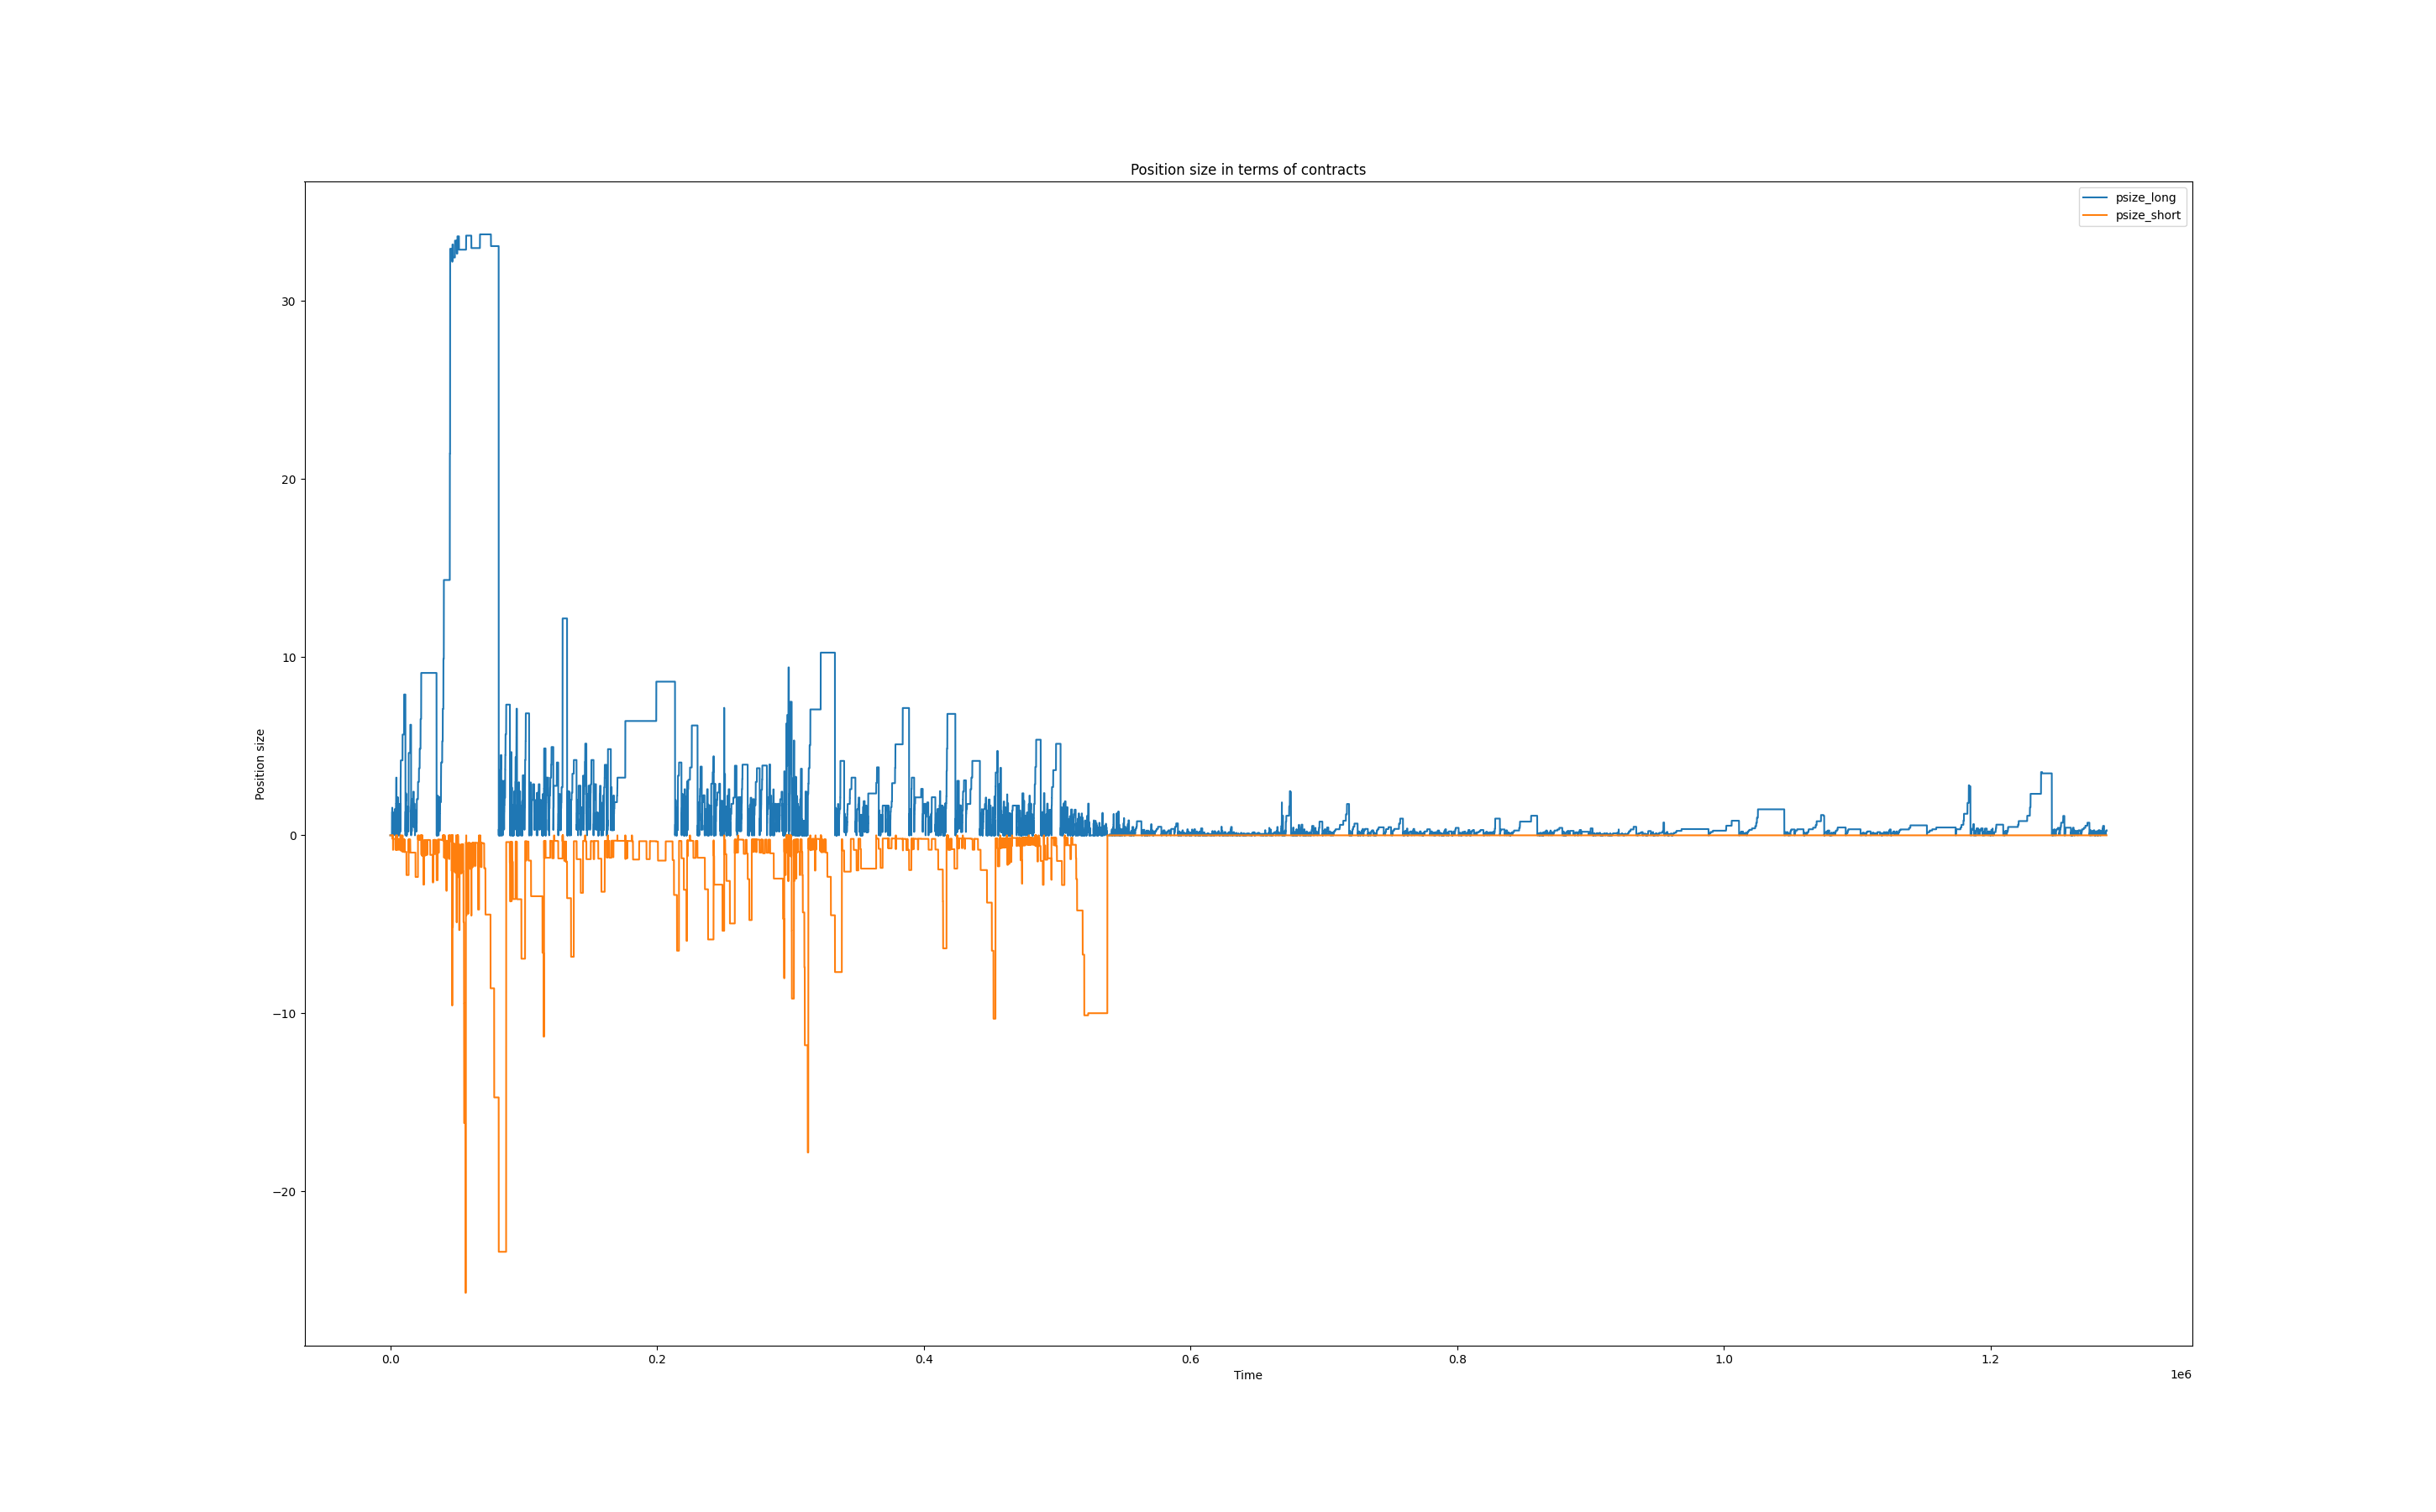 Position size in terms of contracts
psize_long
psize_short
30
20
10
0
−10
−20
Position size
0.0 0.2 0.4 0.6 0.8 1.0 1.2
Time
1e6